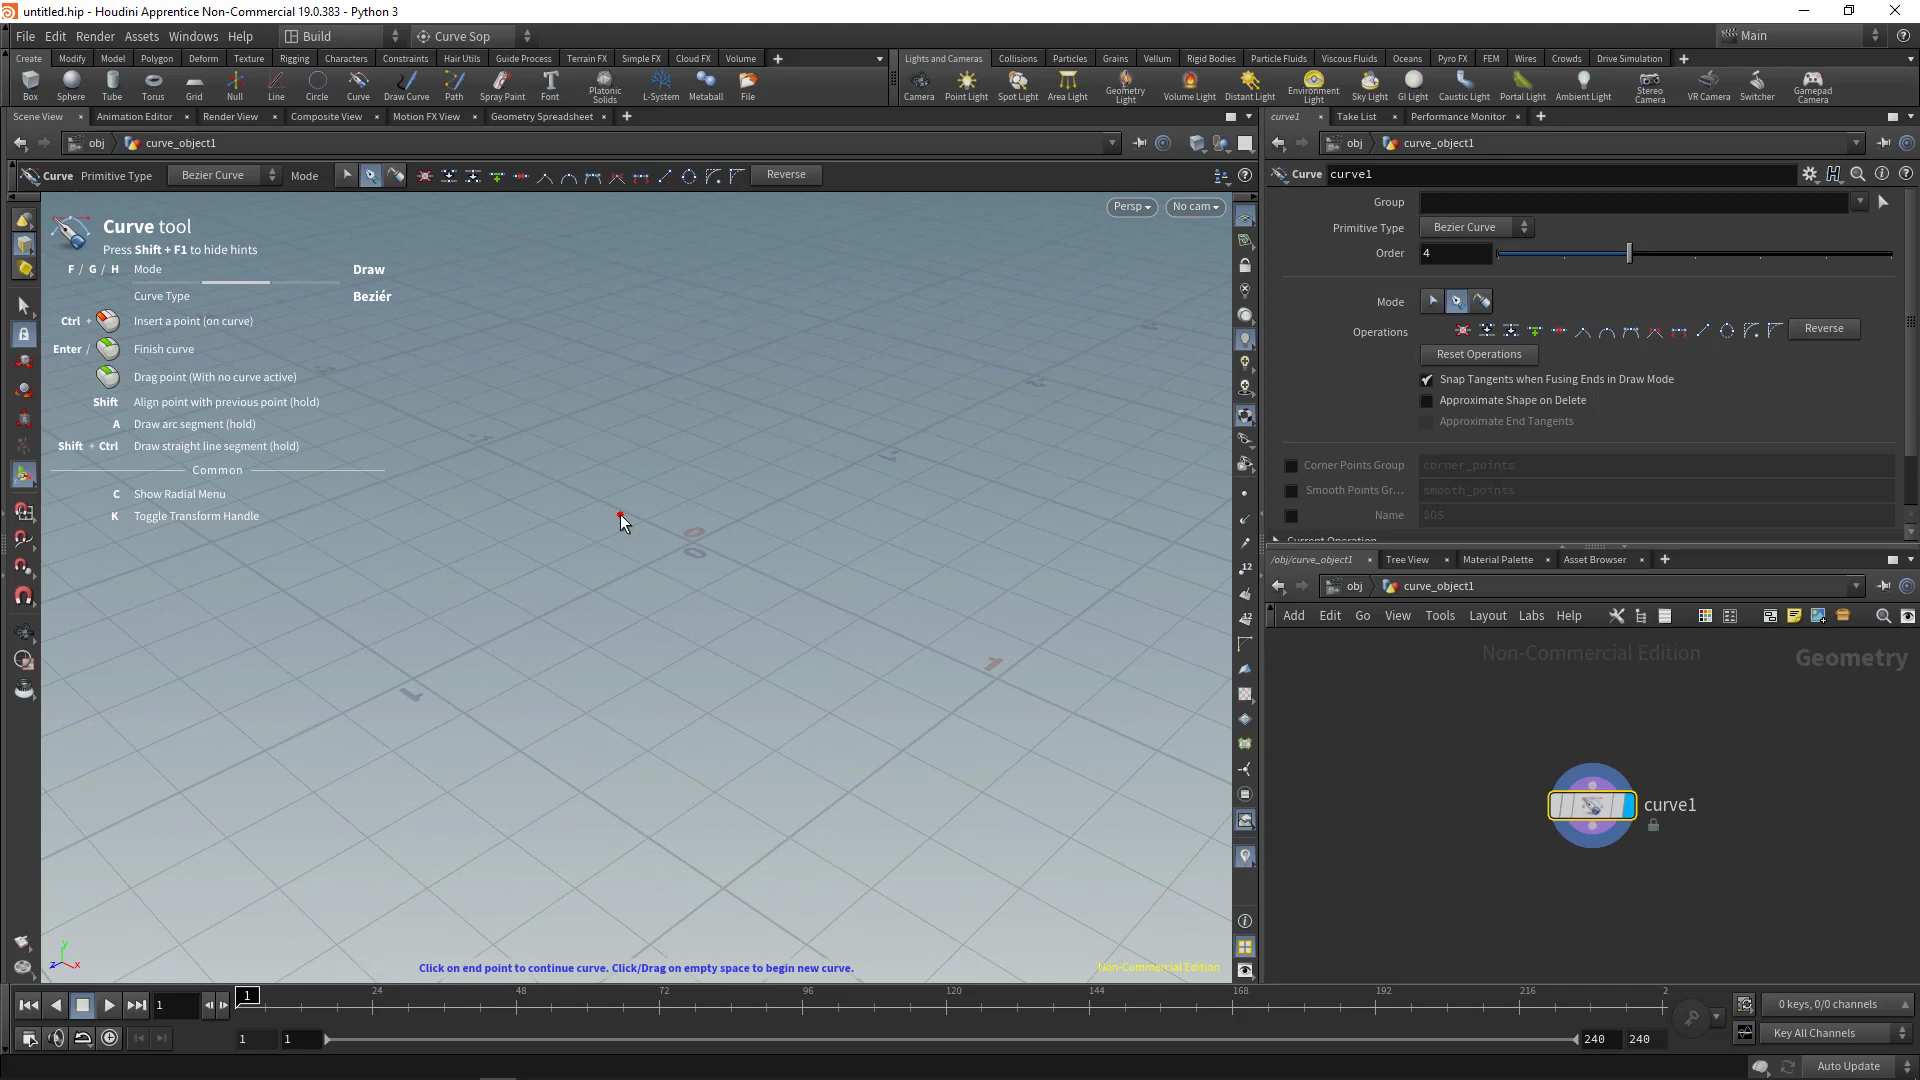 untitled.hip - Houdini Apprentice Non-Commercial 19.0.383 - Python 3
File Edit Render Assets Windows Help Build Curve Sop Main
Create Modify Model Polygon Deform Texture Rigging Characters Constraints Hair Utils Guide Process Terrain FX Simple FX Cloud FX Volume
Lights and Cameras Collisions Particles Grains Vellum Rigid Bodies Particle Fluids Viscous Fluids Oceans Pyro FX FEM Wires Crowds Drive Simulation
Box Sphere Tube Torus Grid Null Line Circle Curve Draw Curve Path Spray Paint Font Platonic Solids L-System Metaball File
Camera Point Light Spot Light Area Light Geometry Light Volume Light Distant Light Environment Light Sky Light GI Light Caustic Light Portal Light Ambient Light Stereo Camera VR Camera Switcher Gamepad Camera
Scene View Animation Editor Render View Composite View Motion FX View Geometry Spreadsheet
curve1 Take List Performance Monitor
obj curve_object1
obj curve_object1
Curve Primitive Type Bezier Curve Mode Reverse
Curve curve1
Persp No cam
Curve tool
Press Shift + F1 to hide hints
F / G / H Mode Draw
Curve Type Beziér
Ctrl + Insert a point (on curve)
Enter / Finish curve
Drag point (With no curve active)
Shift Align point with previous point (hold)
A Draw arc segment (hold)
Shift + Ctrl Draw straight line segment (hold)
Common
C Show Radial Menu
K Toggle Transform Handle
0
0
1
1
Click on end point to continue curve. Click/Drag on empty space to begin new curve.
Non-Commercial Edition
z y x
Group
Primitive Type Bezier Curve
Order 4
Mode
Operations Reverse
Reset Operations
Snap Tangents when Fusing Ends in Draw Mode
Approximate Shape on Delete
Approximate End Tangents
Corner Points Group corner_points
Smooth Points Gr... smooth_points
Name $OS
Current Operation
/obj/curve_object1 Tree View Material Palette Asset Browser
obj curve_object1
Add Edit Go View Tools Layout Labs Help
Non-Commercial Edition Geometry
curve1
1 1 24 48 72 96 120 144 168 192 216 2
0 keys, 0/0 channels
1 1 240 240 Key All Channels
Auto Update